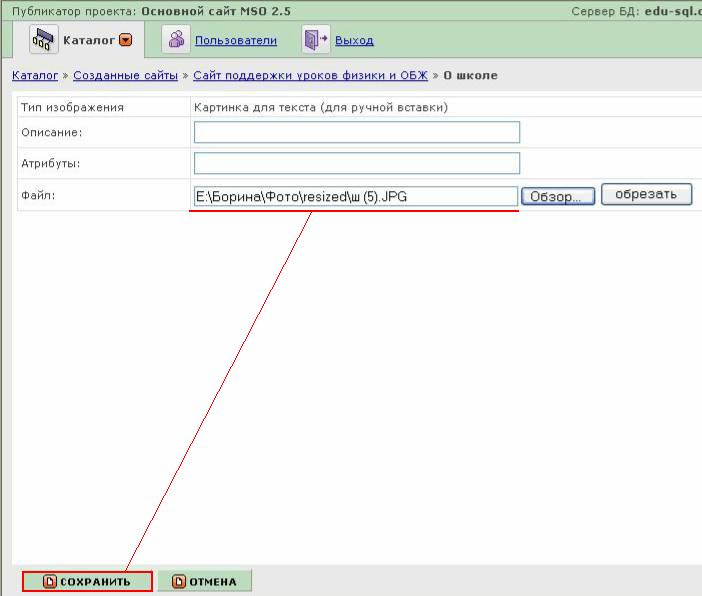 Публикатор проекта: Основной сайт MSO 2.5 Сервер БД: edu-sql.
Каталог Пользователи Выход
Каталог » Созданные сайты » Сайт поддержки уроков физики и ОБЖ » О школе
Тип изображения Картинка для текста (для ручной вставки)
Описание:
Атрибуты:
Файл: E:\Борина\Фото\resized\ш (5).JPG Обзор... обрезать
СОХРАНИТЬ ОТМЕНА